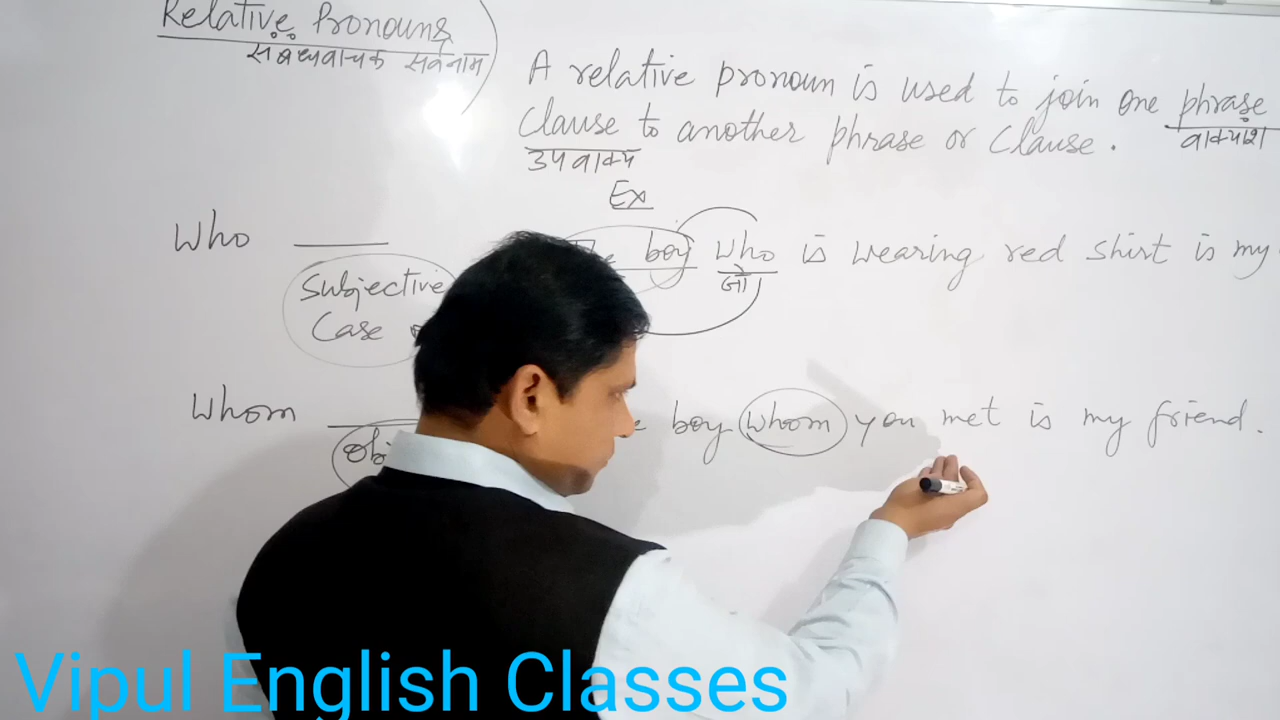 Relative Pronouns
सम्बन्धवाचक सर्वनाम
A relative pronoun is used to join one phrase
वाक्यांश
Clause to another phrase or Clause.
उपवाक्य
Ex
Who
Subjective
Case
boy who is wearing red shirt is my
जो
Whom
boy whom you met is my friend.
Vipul English Classes